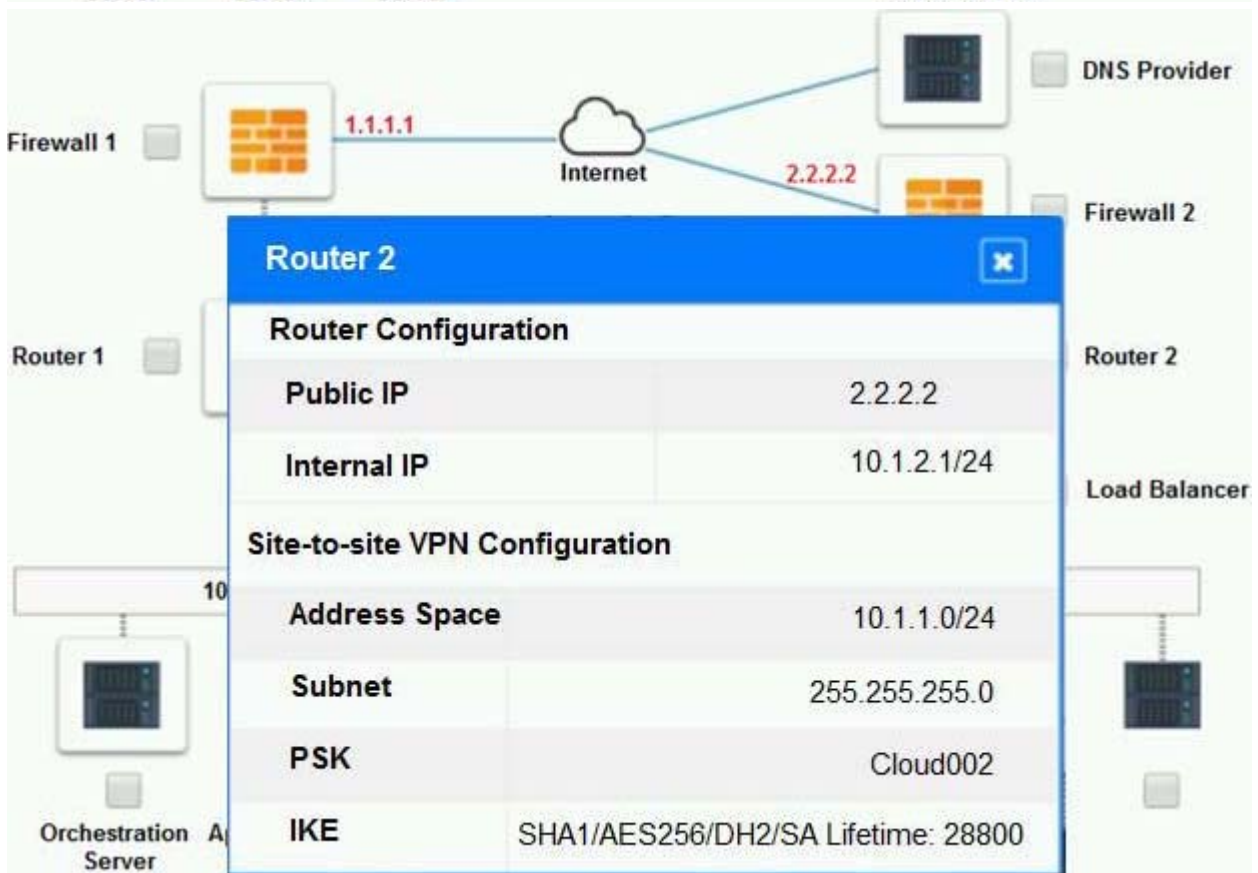 DNS Provider
Firewall 1
1.1.1.1
Internet
2.2.2.2
Firewall 2
Router 2
Router Configuration
Router 1
Router 2
Public IP 2.2.2.2
Internal IP 10.1.2.1/24
Load Balancer
Site-to-site VPN Configuration
10
Address Space 10.1.1.0/24
Subnet 255.255.255.0
PSK Cloud002
IKE SHA1/AES256/DH2/SA Lifetime: 28800
Orchestration
Server